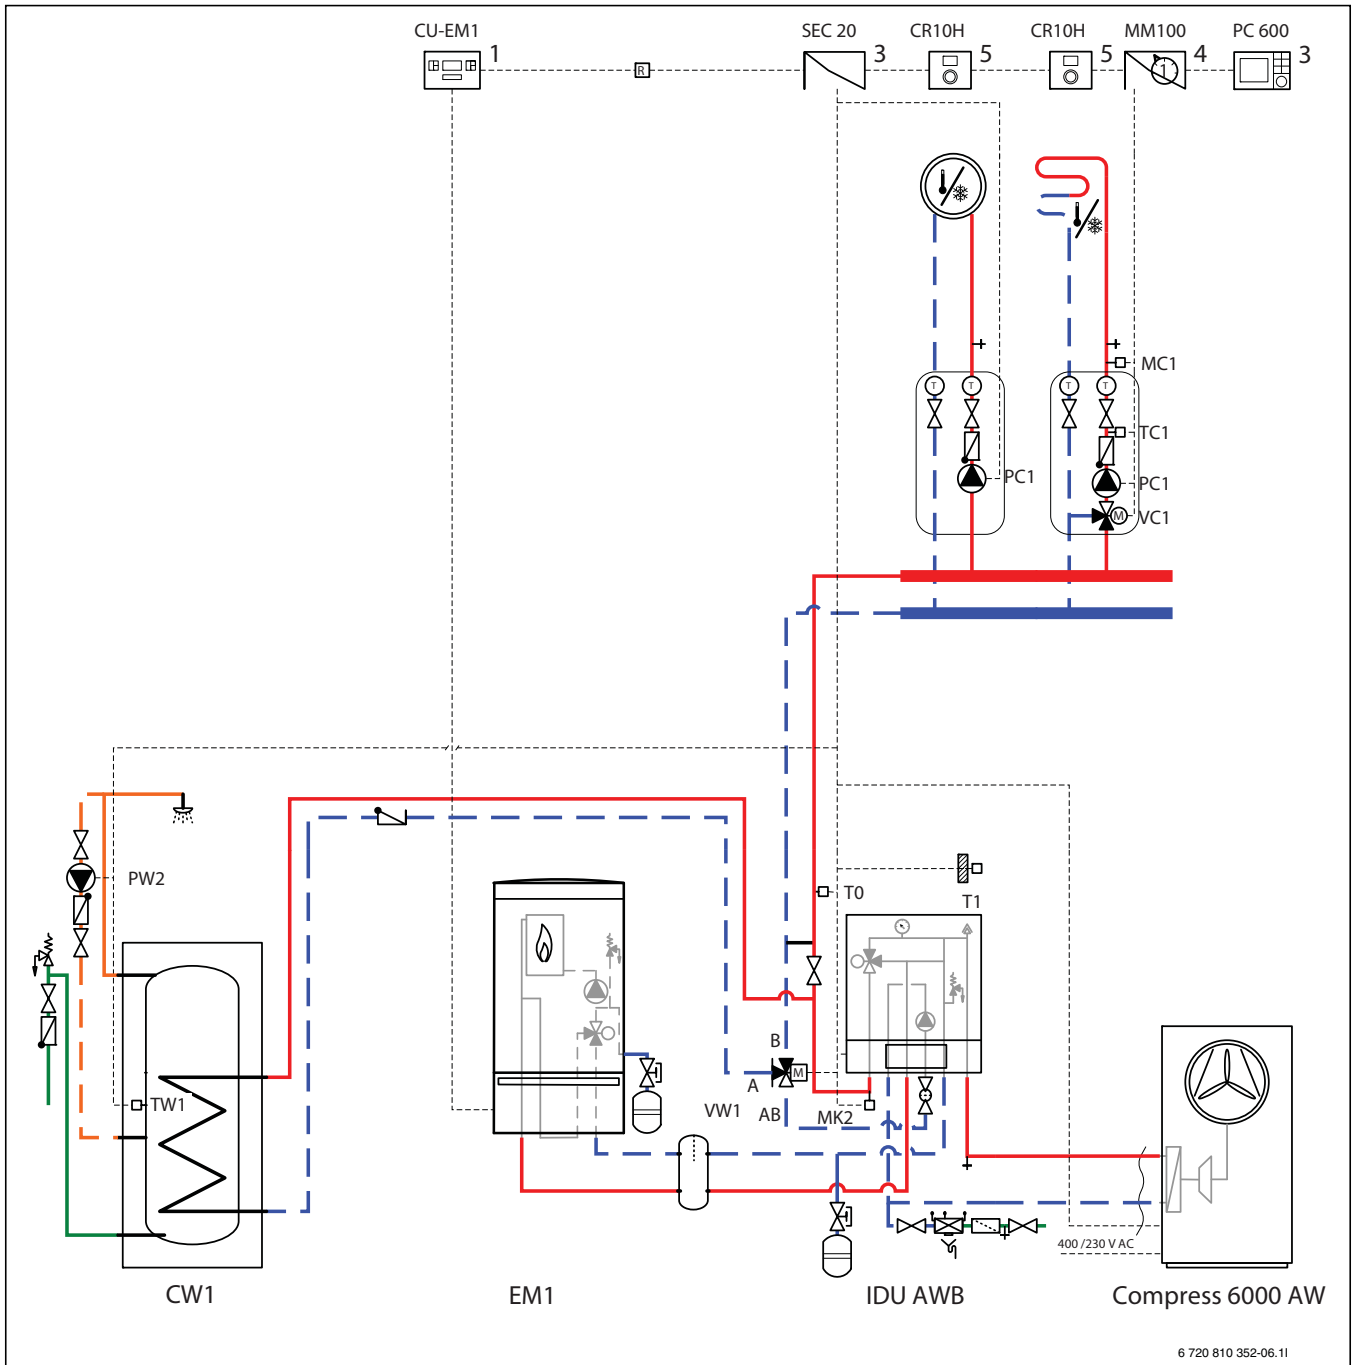 CU-EM1 SEC 20 CR10H CR10H MM100 PC 600
1 3 5 5 4 3
R
1
MC1
T T T T
TC1
PC1 PC1
M VC1
PW2
T0
T1
B
M
TW1 A
VW1 AB MK2
400 /230 V AC
CW1 EM1 IDU AWB Compress 6000 AW
6 720 810 352-06.1I